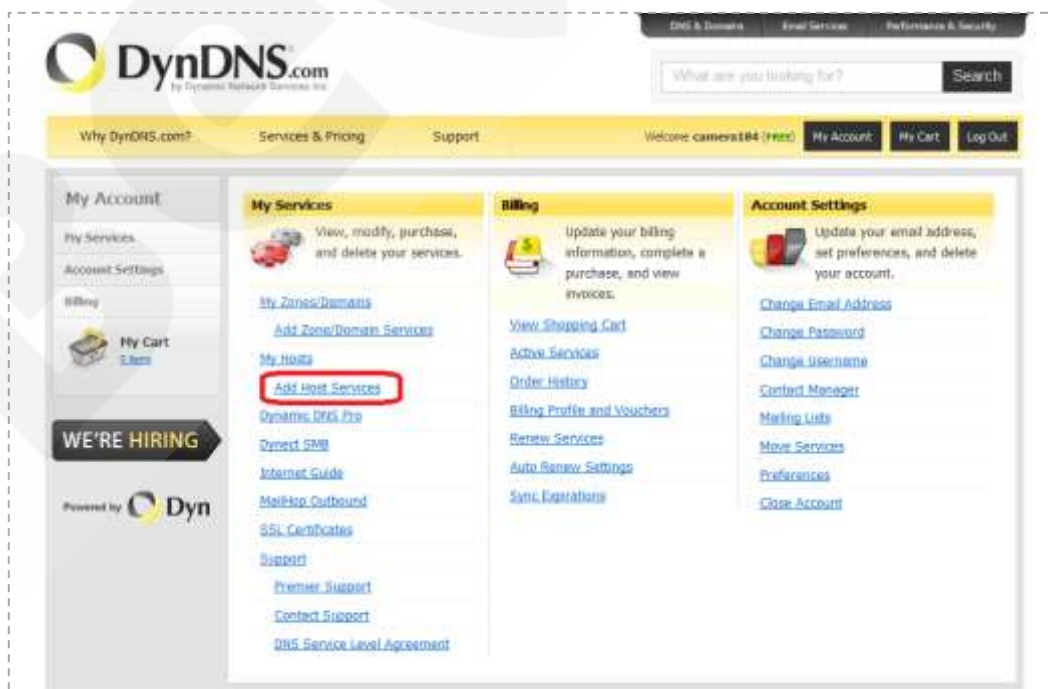 DNS & Domains Email Services Performance & Security
DynDNS.com
by Dynamic Network Services Inc.
What are you looking for? Search
Why DynDNS.com? Services & Pricing Support Welcome camera184 (FREE) My Account My Cart Log Out
My Account
My Services
Account Settings
Billing
My Cart
0 items
WE'RE HIRING
Powered by Dyn
My Services
View, modify, purchase,
and delete your services.
My Zones/Domains
Add Zone/Domain Services
My Hosts
Add Host Services
Dynamic DNS Pro
Dynect SMB
Internet Guide
MailHop Outbound
SSL Certificates
Support
Premier Support
Contact Support
DNS Service Level Agreement
Billing
Update your billing
information, complete a
purchase, and view
invoices.
View Shopping Cart
Active Services
Order History
Billing Profile and Vouchers
Renew Services
Auto Renew Settings
Sync Expirations
Account Settings
Update your email address,
set preferences, and delete
your account.
Change Email Address
Change Password
Change Username
Contact Manager
Mailing Lists
Move Services
Preferences
Close Account